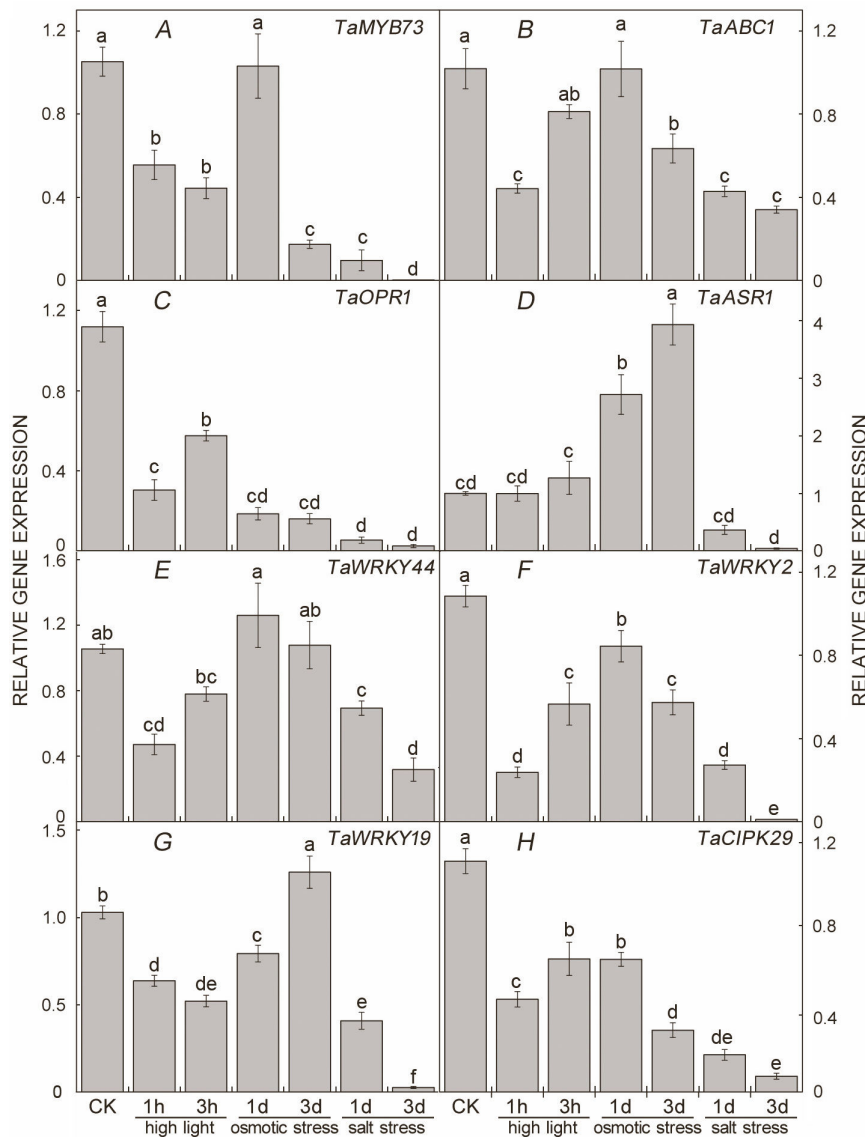 A TaMYB73
1.2 0.8 0.4 0
a b b a c c d
B TaABC1
1.2 0.8 0.4 0
a c ab a b c c
C TaOPR1
1.2 0.8 0.4 0
a c b cd cd d d
D TaASR1
4 3 2 1 0
cd cd c b a cd d
E TaWRKY44
1.6 1.2 0.8 0.4 0
ab cd bc a ab c d
F TaWRKY2
1.2 0.8 0.4 0
a d c b c d e
G TaWRKY19
1.5 1.0 0.5 0
b d de c a e f
H TaCIPK29
1.2 0.8 0.4 0
a c b b d de e
RELATIVE GENE EXPRESSION
RELATIVE GENE EXPRESSION
CK 1h 3h 1d 3d 1d 3d CK 1h 3h 1d 3d 1d 3d
high light osmotic stress salt stress high light osmotic stress salt stress